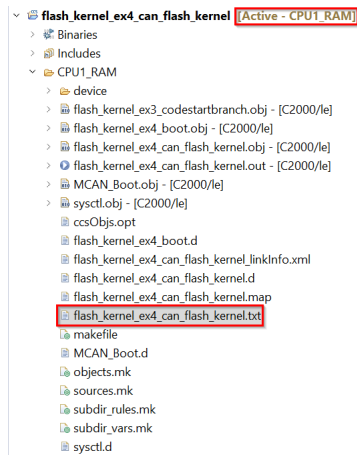 flash_kernel_ex4_can_flash_kernel [Active - CPU1_RAM]
Binaries
Includes
CPU1_RAM
device
flash_kernel_ex3_codestartbranch.obj - [C2000/le]
flash_kernel_ex4_boot.obj - [C2000/le]
flash_kernel_ex4_can_flash_kernel.obj - [C2000/le]
flash_kernel_ex4_can_flash_kernel.out - [C2000/le]
MCAN_Boot.obj - [C2000/le]
sysctl.obj - [C2000/le]
ccsObjs.opt
flash_kernel_ex4_boot.d
flash_kernel_ex4_can_flash_kernel_linkInfo.xml
flash_kernel_ex4_can_flash_kernel.d
flash_kernel_ex4_can_flash_kernel.map
flash_kernel_ex4_can_flash_kernel.txt
makefile
MCAN_Boot.d
objects.mk
sources.mk
subdir_rules.mk
subdir_vars.mk
sysctl.d